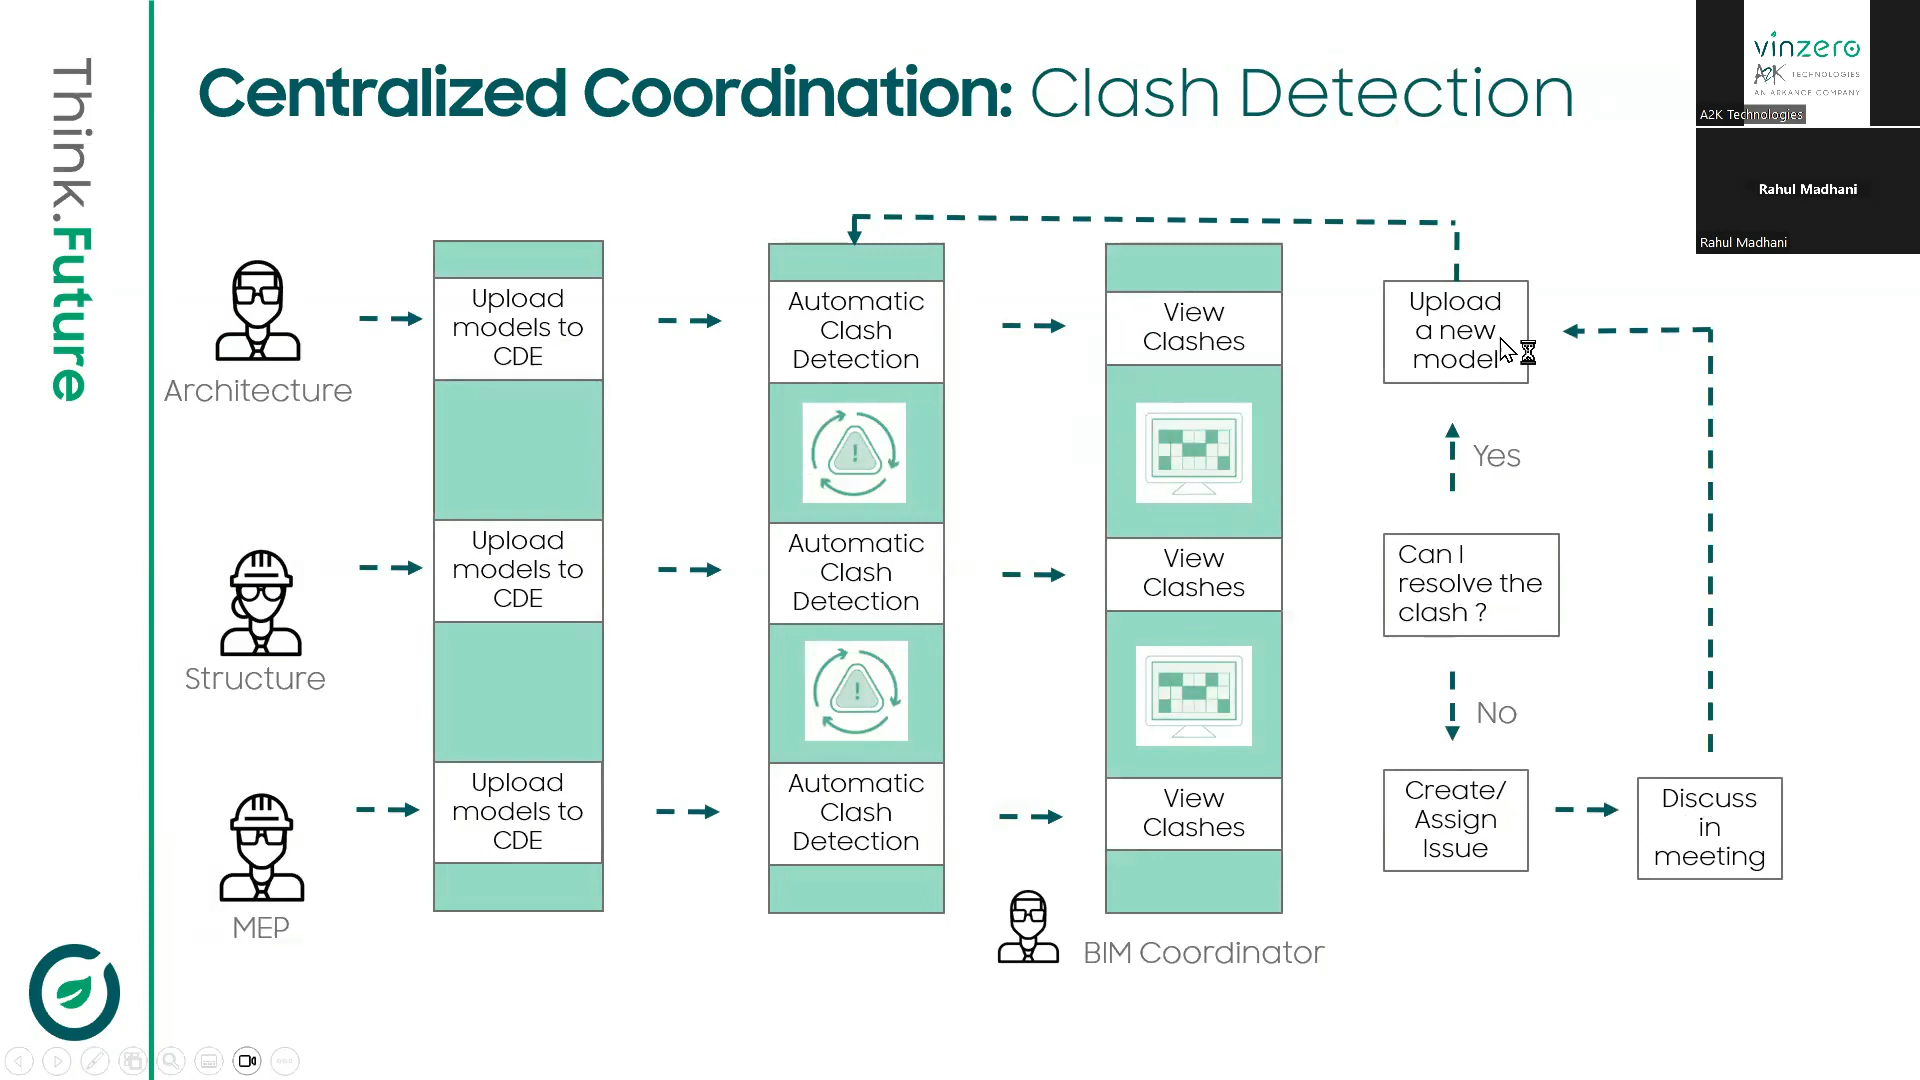 Think.Future
Centralized Coordination: Clash Detection
vinzero
A2K TECHNOLOGIES
AN ARKANCE COMPANY
A2K Technologies
Rahul Madhani
Rahul Madhani
Architecture
Upload
models to
CDE
Automatic
Clash
Detection
View
Clashes
Upload
a new
model
Yes
Structure
Upload
models to
CDE
Automatic
Clash
Detection
View
Clashes
Can I
resolve the
clash ?
No
MEP
Upload
models to
CDE
Automatic
Clash
Detection
View
Clashes
Create/
Assign
Issue
Discuss
in
meeting
BIM Coordinator